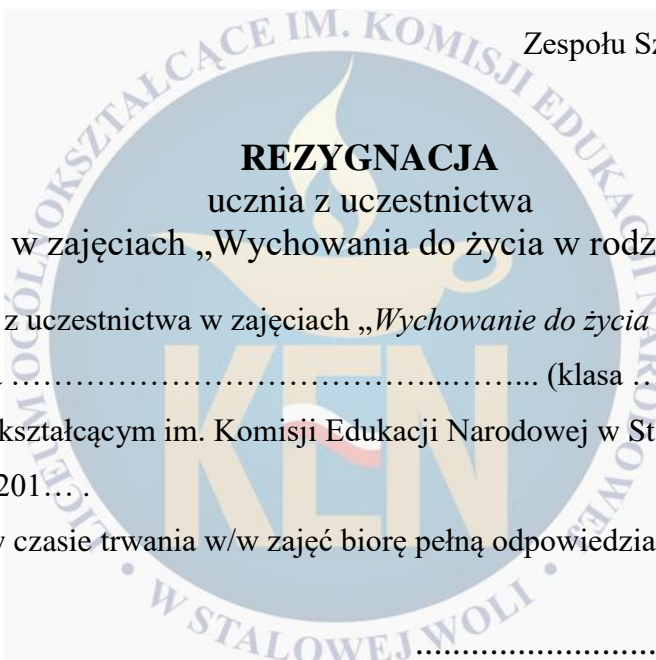 Zespołu Sz
REZYGNACJA
ucznia z uczestnictwa
w zajęciach „Wychowania do życia w rodz
z uczestnictwa w zajęciach „Wychowanie do życia
…………………………………...……... (klasa …
kształcącym im. Komisji Edukacji Narodowej w St
201… .
czasie trwania w/w zajęć biorę pełną odpowiedzia
...........................
LICEUM OGÓLNOKSZTAŁCĄCE IM. KOMISJI EDUKACJI NARODOWEJ
• W STALOWEJ WOLI •
KEN